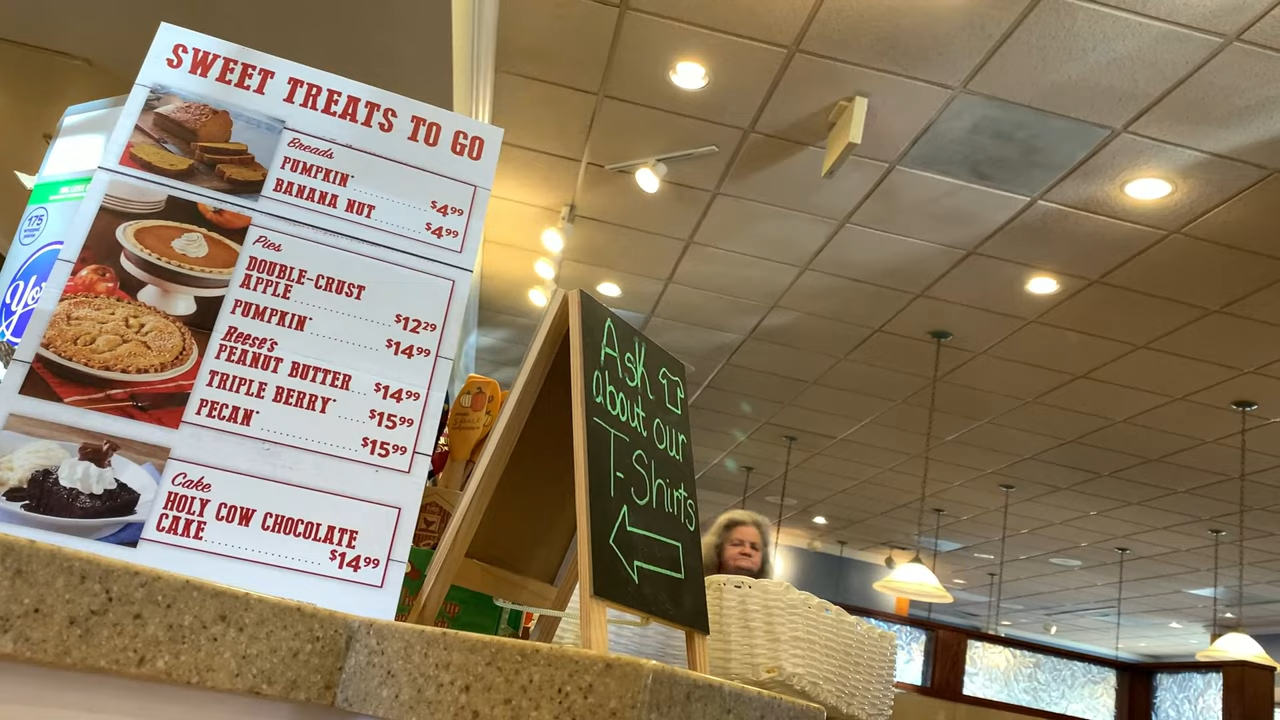 SWEET TREATS TO GO
Breads
PUMPKIN* $4.99
BANANA NUT $4.99
Pies
DOUBLE-CRUST
APPLE $12.29
PUMPKIN* $14.99
Reese's
PEANUT BUTTER $14.99
TRIPLE BERRY* $15.99
PECAN* $15.99
Cake
HOLY COW CHOCOLATE
CAKE $14.99
175
Yo
Ask
about our
T-Shirts